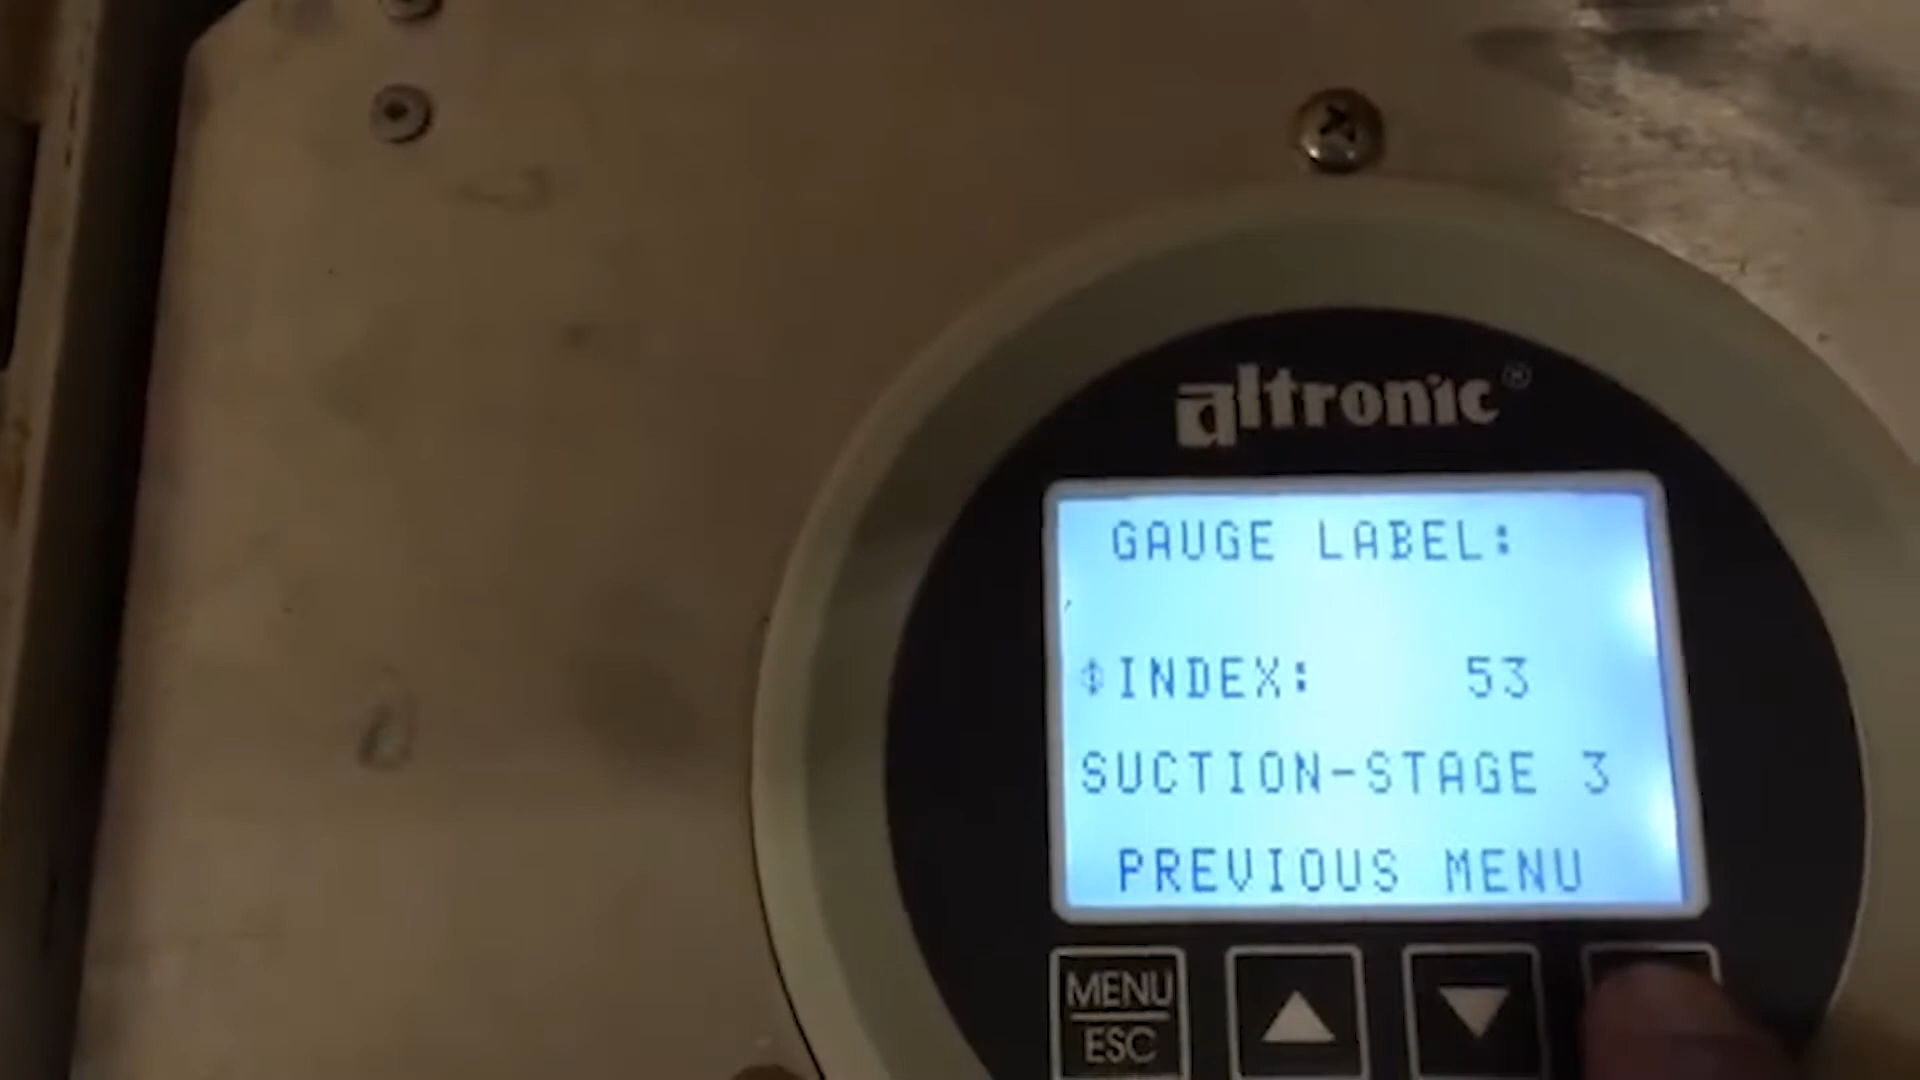 altronic®
GAUGE LABEL:
INDEX: 53
SUCTION-STAGE 3
PREVIOUS MENU
MENU
ESC